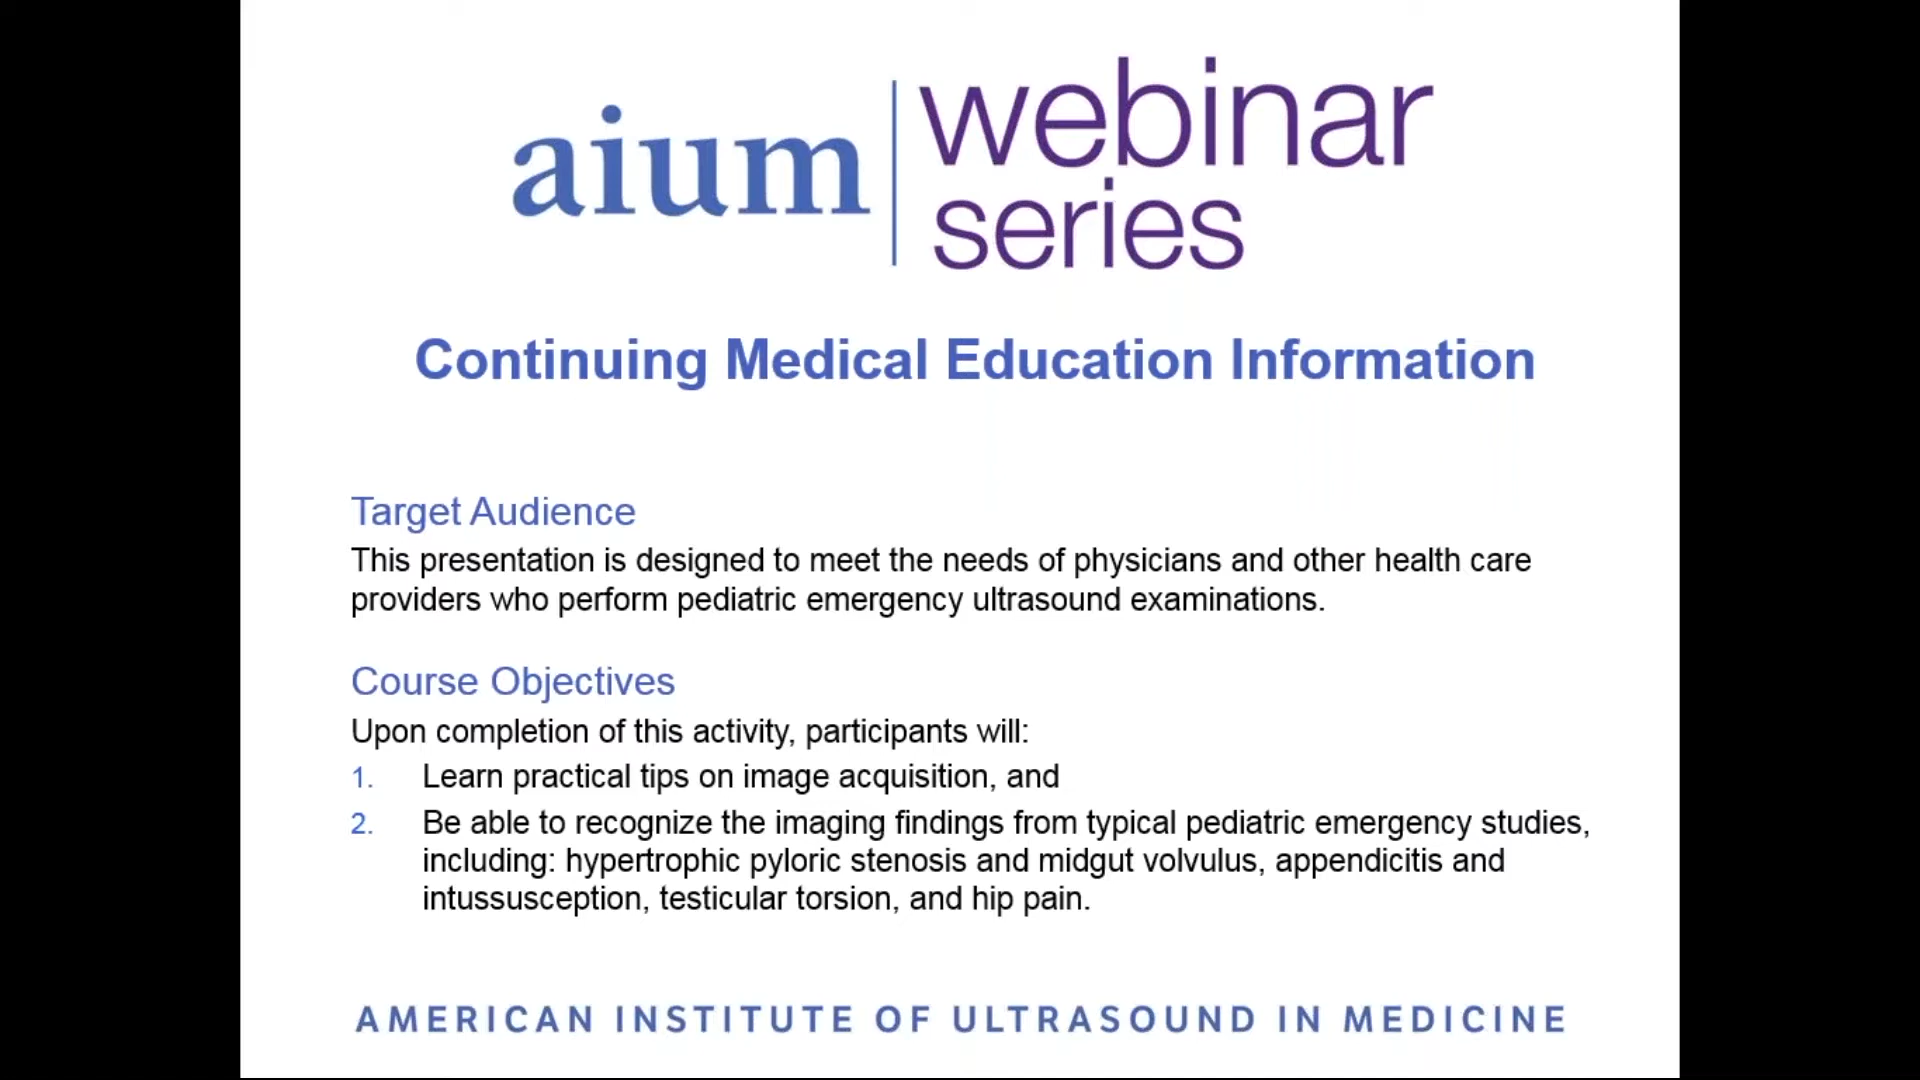 aium
webinar
series
Continuing Medical Education Information
Target Audience
This presentation is designed to meet the needs of physicians and other health care
providers who perform pediatric emergency ultrasound examinations.
Course Objectives
Upon completion of this activity, participants will:
1. Learn practical tips on image acquisition, and
2. Be able to recognize the imaging findings from typical pediatric emergency studies,
including: hypertrophic pyloric stenosis and midgut volvulus, appendicitis and
intussusception, testicular torsion, and hip pain.
AMERICAN INSTITUTE OF ULTRASOUND IN MEDICINE